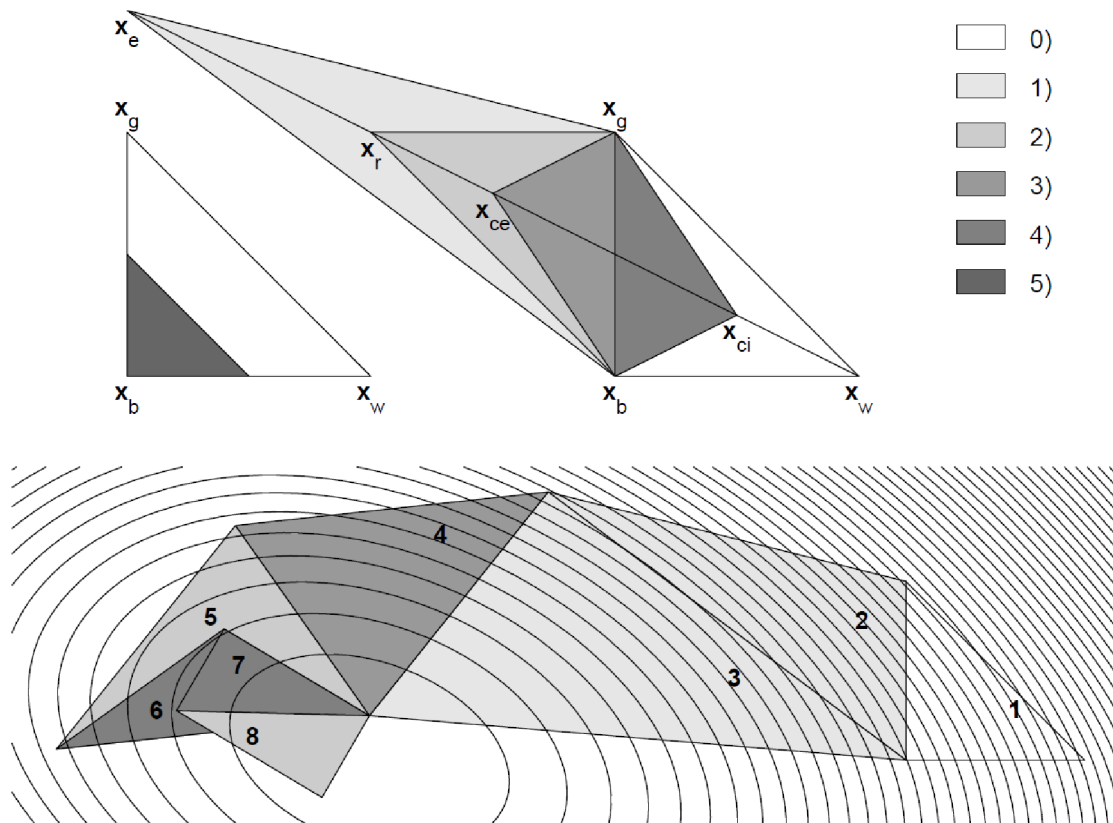 x_e
x_g
x_r
x_g
x_ce
x_ci
x_b
x_w
x_b
x_w
0)
1)
2)
3)
4)
5)
4
5
2
7
3
6
8
1